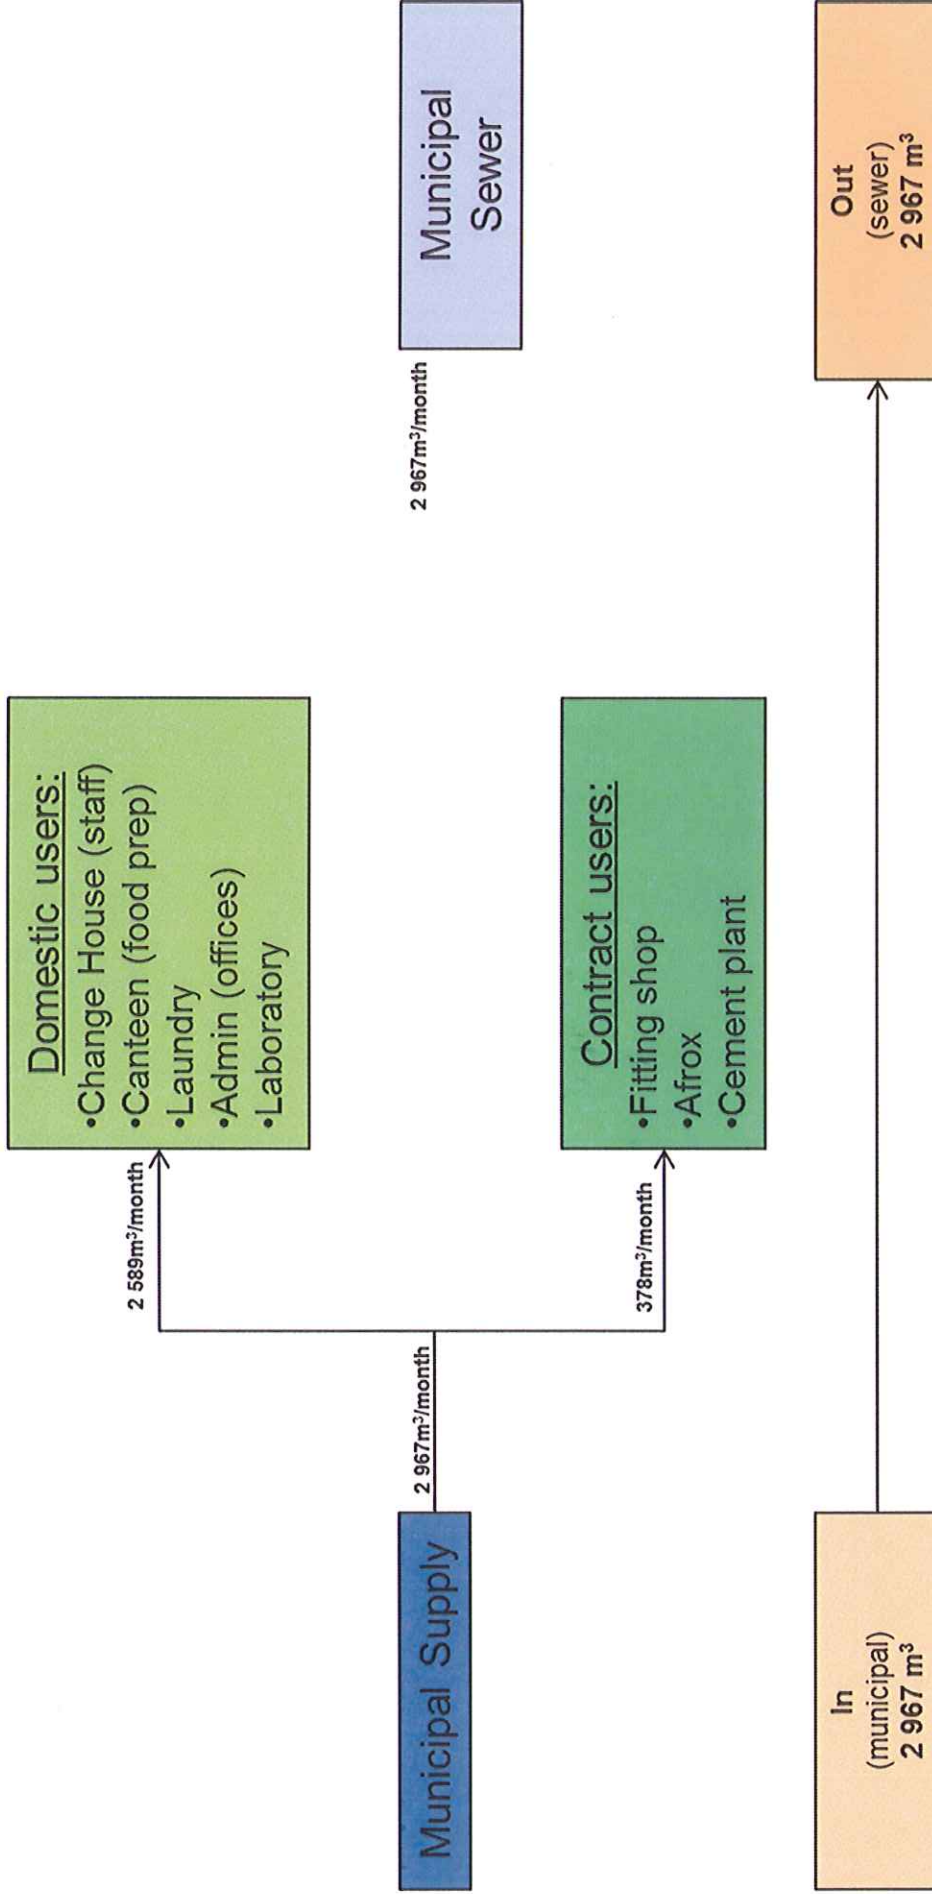 Domestic users:
•Change House (staff)
•Canteen (food prep)
•Laundry
•Admin (offices)
•Laboratory
2 589m³/month
Municipal Supply
2 967m³/month
2 967m³/month
Municipal
Sewer
378m³/month
Contract users:
•Fitting shop
•Afrox
•Cement plant
In
(municipal)
2 967 m³
Out
(sewer)
2 967 m³